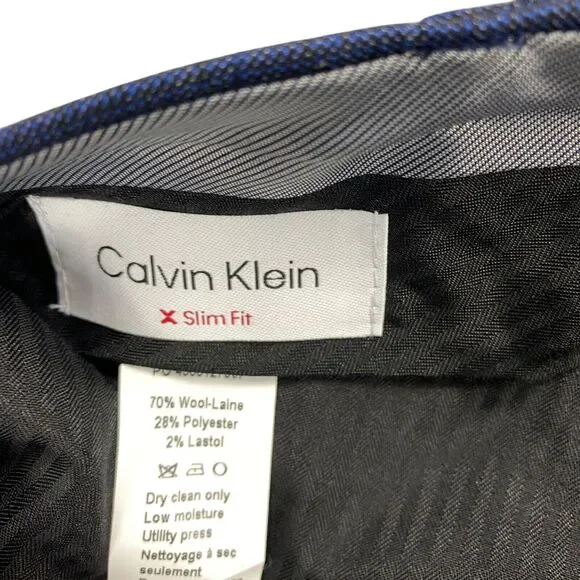 Calvin Klein
X Slim Fit
70% Wool-Laine
28% Polyester
2% Lastol
Dry clean only
Low moisture
Utility press
Nettoyage à sec
seulement